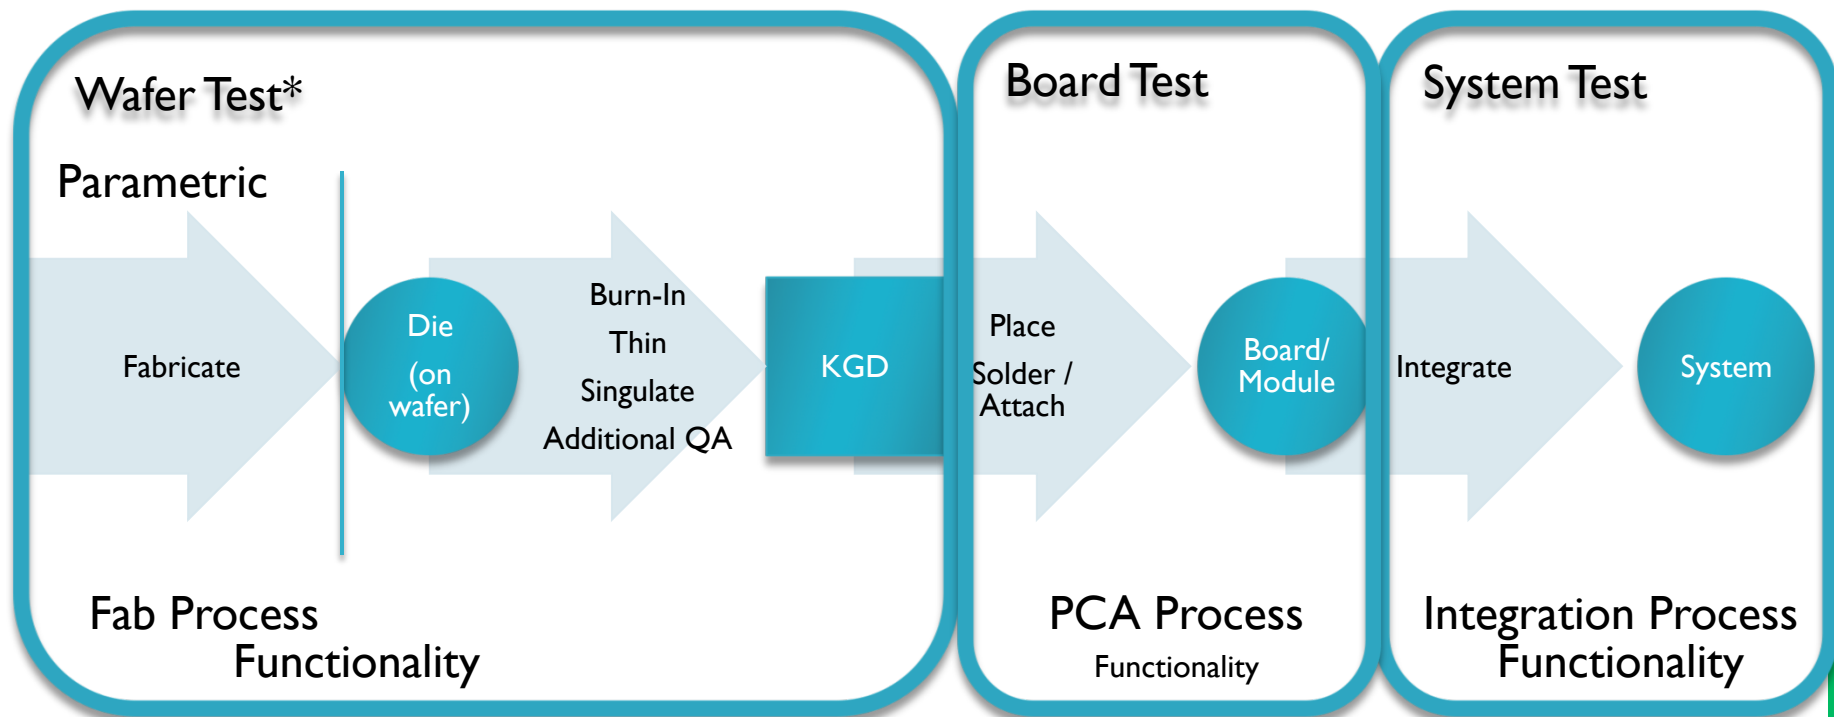 Wafer Test*
Parametric
Fabricate
Die
(on
wafer)
Burn-In
Thin
Singulate
Additional QA
KGD
Fab Process
Functionality
Board Test
Place
Solder /
Attach
Board/
Module
PCA Process
Functionality
System Test
Integrate
System
Integration Process
Functionality